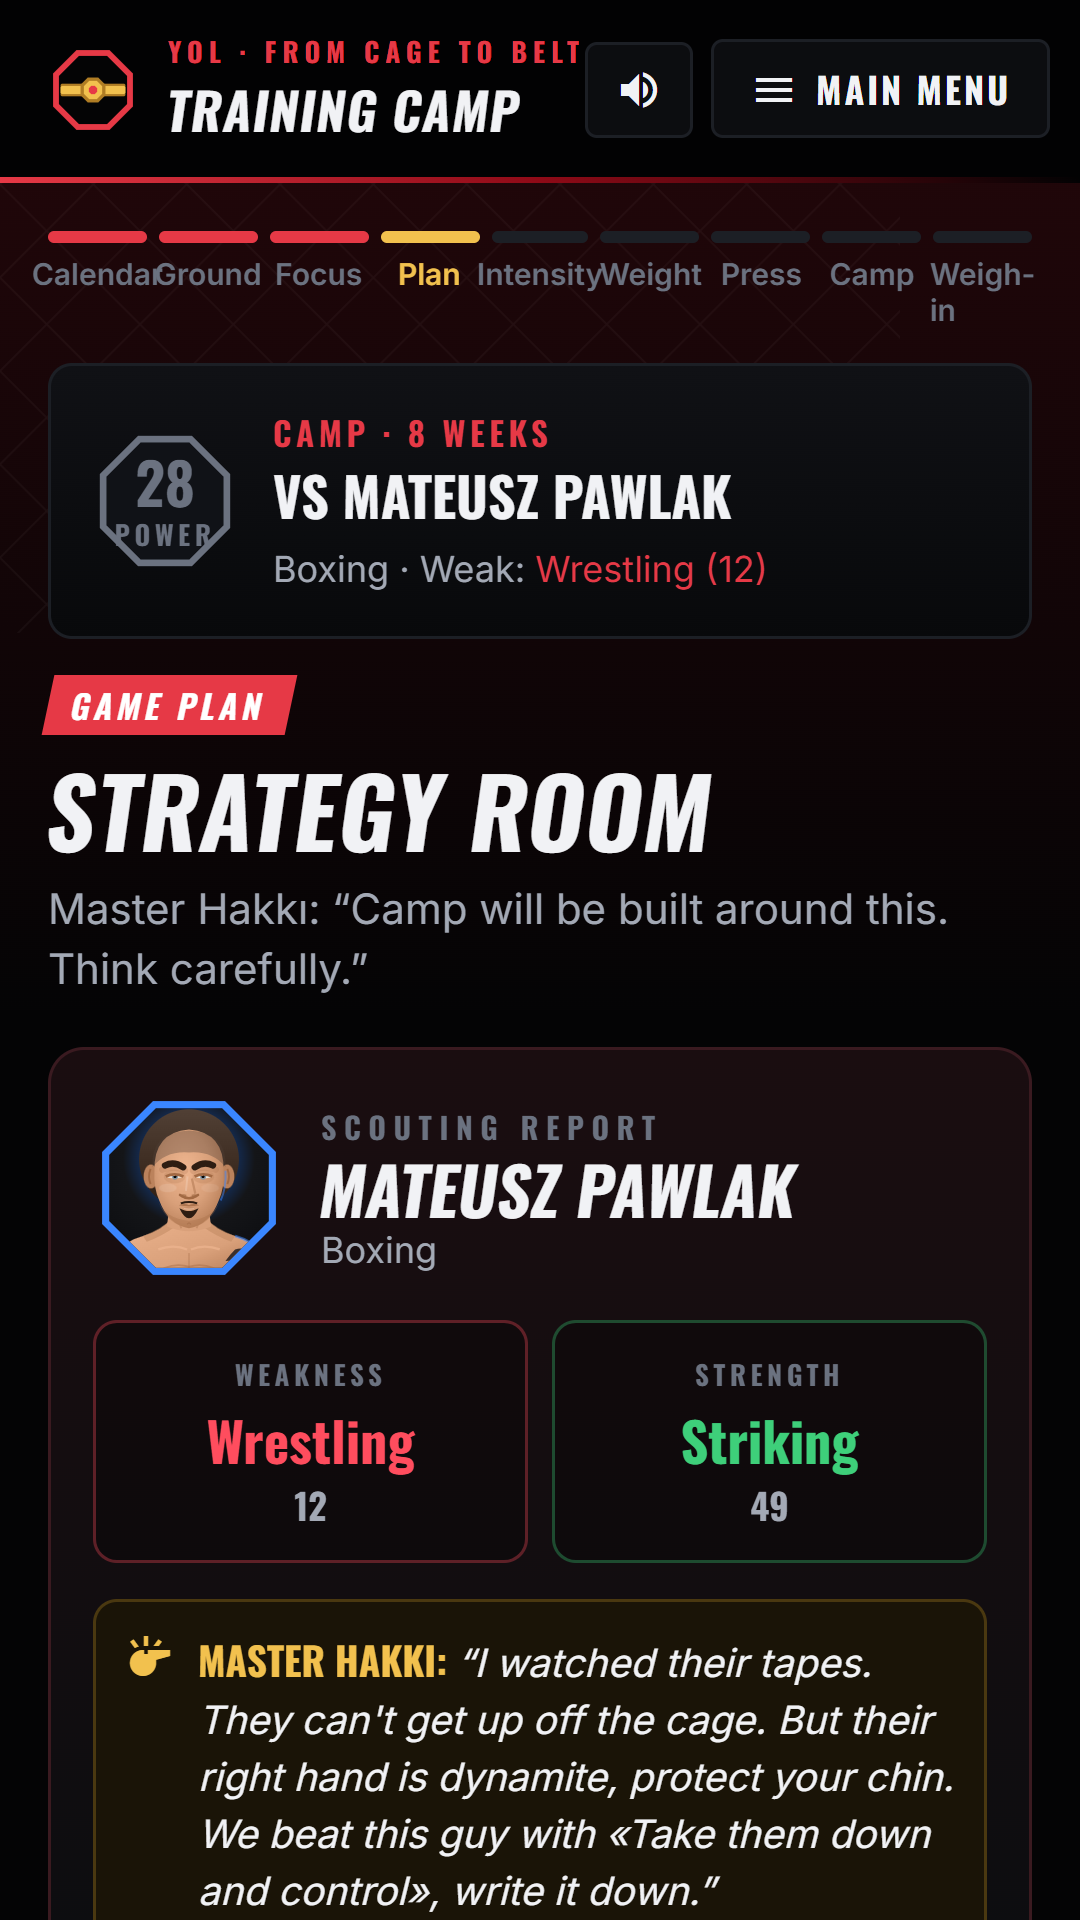 YOL · FROM CAGE TO BELT
TRAINING CAMP
MAIN MENU
Calendar Ground Focus Plan Intensity Weight Press Camp Weigh-in
28
POWER
CAMP · 8 WEEKS
VS MATEUSZ PAWLAK
Boxing · Weak: Wrestling (12)
GAME PLAN
STRATEGY ROOM
Master Hakkı: “Camp will be built around this.
Think carefully.”
SCOUTING REPORT
MATEUSZ PAWLAK
Boxing
WEAKNESS
Wrestling
12
STRENGTH
Striking
49
MASTER HAKKI: “I watched their tapes.
They can't get up off the cage. But their
right hand is dynamite, protect your chin.
We beat this guy with «Take them down
and control», write it down.”